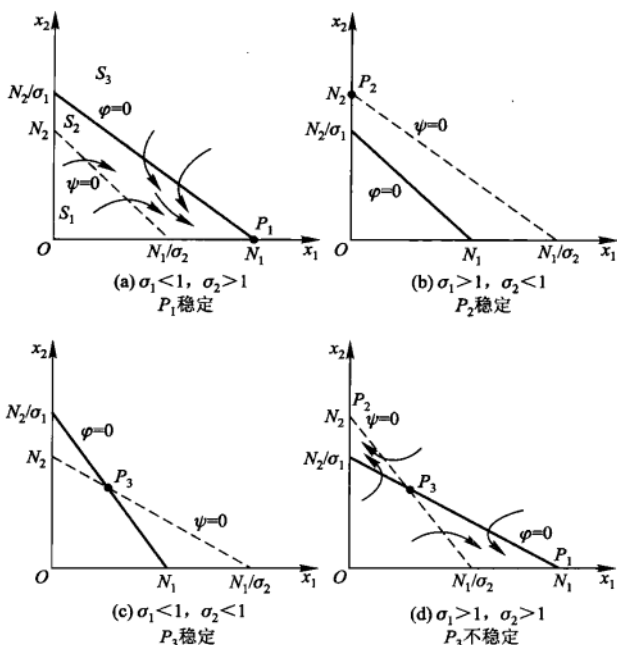 x₂
S₃
N₂/σ₁
φ=0
S₂
N₂
ψ=0
S₁
P₁
O
N₁/σ₂
N₁
x₁
(a) σ₁<1, σ₂>1
P₁稳定
x₂
N₂
P₂
ψ=0
N₂/σ₁
φ=0
O
N₁
N₁/σ₂
x₁
(b) σ₁>1, σ₂<1
P₂稳定
x₂
N₂/σ₁
φ=0
N₂
P₃
ψ=0
O
N₁
N₁/σ₂
x₁
(c) σ₁<1, σ₂<1
P₃稳定
x₂
P₂
N₂
ψ=0
N₂/σ₁
P₃
φ=0
P₁
O
N₁/σ₂
N₁
x₁
(d) σ₁>1, σ₂>1
P₃不稳定